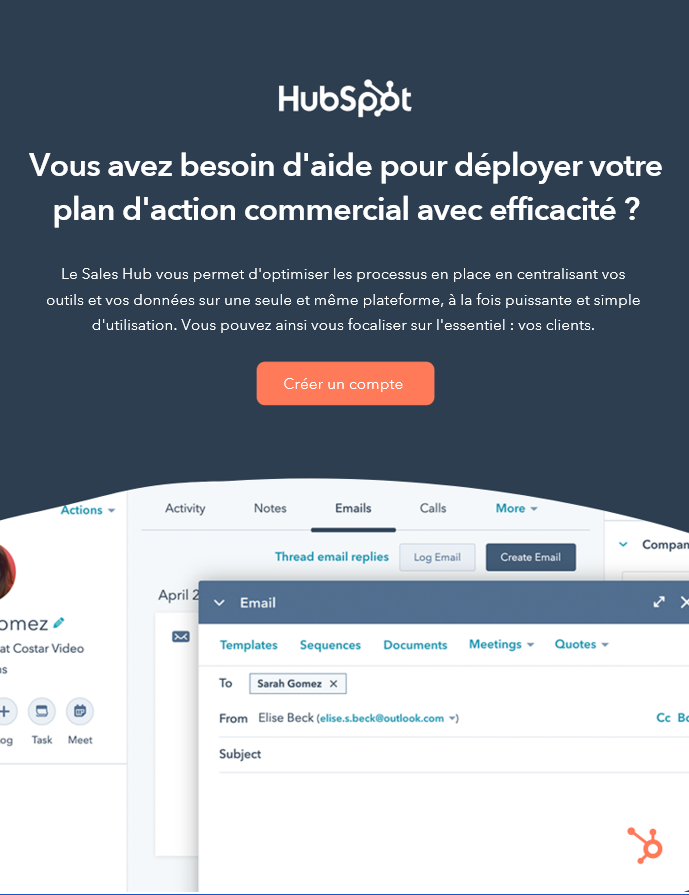 HubSpot
Vous avez besoin d'aide pour déployer votre
plan d'action commercial avec efficacité ?
Le Sales Hub vous permet d'optimiser les processus en place en centralisant vos
outils et vos données sur une seule et même plateforme, à la fois puissante et simple
d'utilisation. Vous pouvez ainsi vous focaliser sur l'essentiel : vos clients.
Créer un compte
Actions
Activity Notes Emails Calls More
Thread email replies Log Email Create Email
April 2
Email
Templates Sequences Documents Meetings Quotes
at Costar Video
To Sarah Gomez
From Elise Beck (elise.s.beck@outlook.com)
Cc
Task Meet
Subject